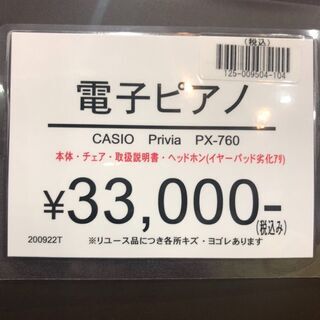 (税込)
125-009504-104
電子ピアノ
CASIO Privia PX-760
本体・チェア・取扱説明書・ヘッドホン(イヤーパッド劣化ｱﾘ)
¥33,000-
(税込み)
200922T ※リユース品につき各所キズ・ヨゴレあります